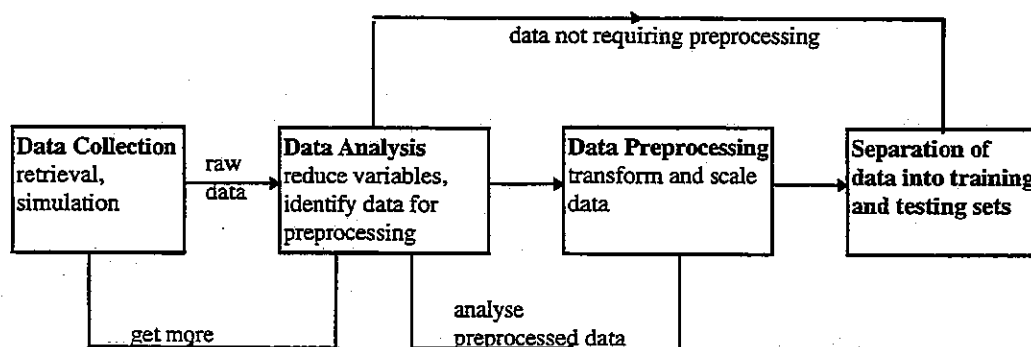 data not requiring preprocessing
Data Collection
retrieval,
simulation
raw
data
Data Analysis
reduce variables,
identify data for
preprocessing
Data Preprocessing
transform and scale
data
Separation of
data into training
and testing sets
get more
analyse
preprocessed data